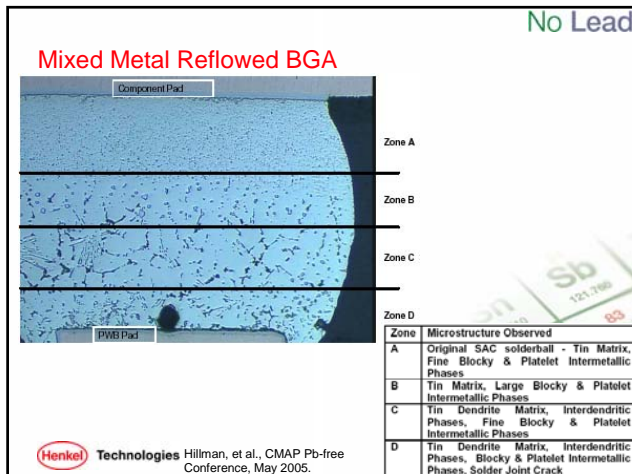 No Lead
Mixed Metal Reflowed BGA
Component Pad
Zone A
Zone B
Zone C
Zone D
PWB Pad
Sb
121.760
83
Zone Microstructure Observed
A Original SAC solderball - Tin Matrix,
Fine Blocky & Platelet Intermetallic
Phases
B Tin Matrix, Large Blocky & Platelet
Intermetallic Phases
C Tin Dendrite Matrix, Interdendritic
Phases, Fine Blocky & Platelet
Intermetallic Phases
D Tin Dendrite Matrix, Interdendritic
Phases, Blocky & Platelet Intermetallic
Phases, Solder Joint Crack
Henkel Technologies Hillman, et al., CMAP Pb-free
Conference, May 2005.